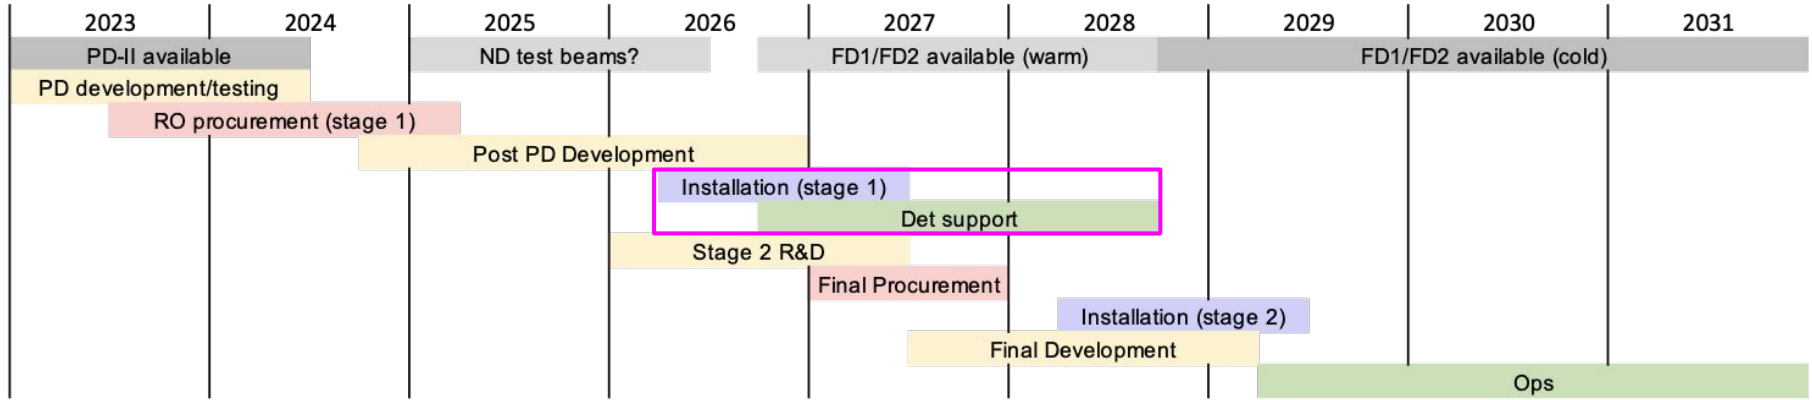 2023 2024 2025 2026 2027 2028 2029 2030 2031
PD-II available ND test beams? FD1/FD2 available (warm) FD1/FD2 available (cold)
PD development/testing
RO procurement (stage 1)
Post PD Development
Installation (stage 1)
Det support
Stage 2 R&D
Final Procurement
Installation (stage 2)
Final Development
Ops